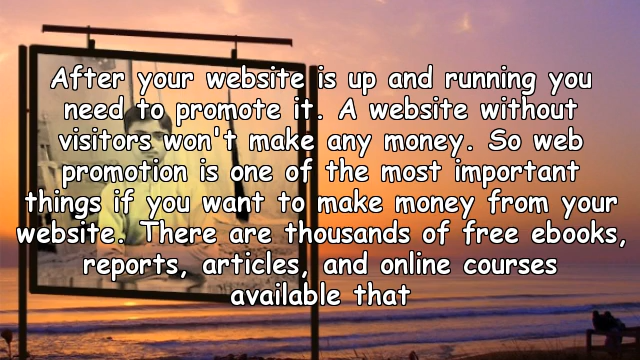 After your website is up and running you
need to promote it. A website without
visitors won't make any money. So web
promotion is one of the most important
things if you want to make money from your
website. There are thousands of free ebooks,
reports, articles, and online courses
available that